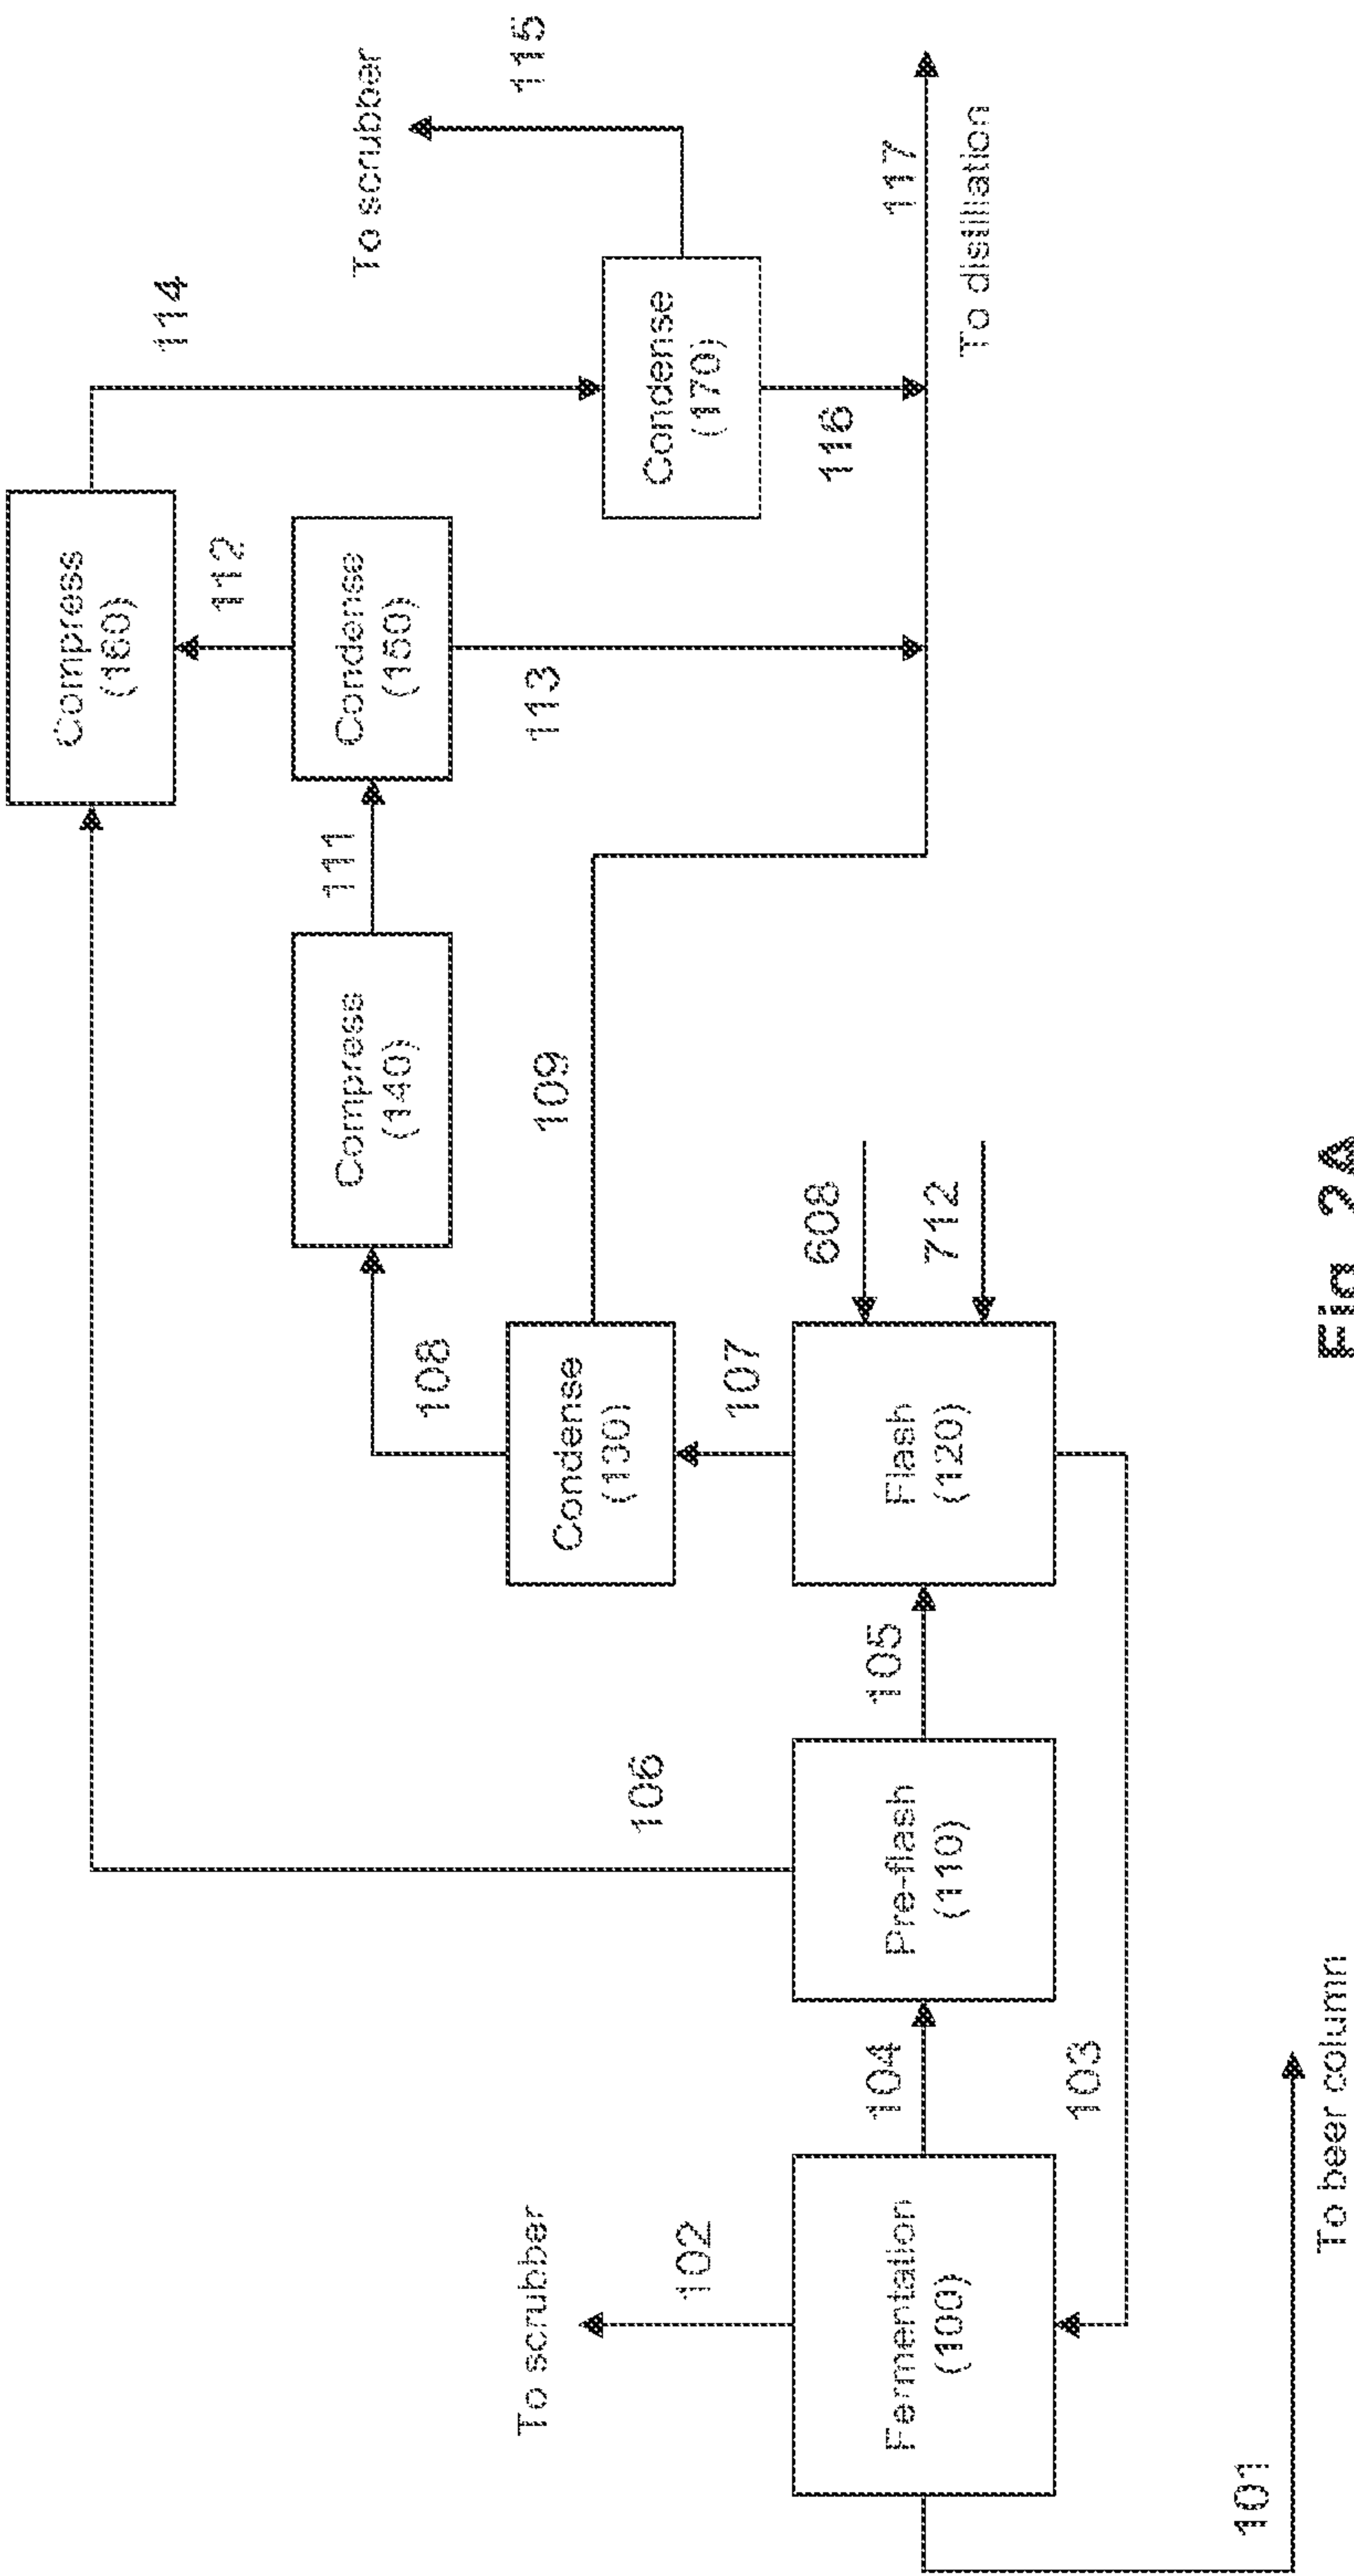 To scrubber
102
Fermentation
(100)
101
To beer column
104
103
Pre-flash
(110)
106
105
Flash
(120)
107
608
712
Condense
(130)
108
109
Compress
(140)
111
Condense
(150)
112
113
Compress
(160)
114
Condense
(170)
To scrubber
115
116
117
To distillation
Fig. 2A